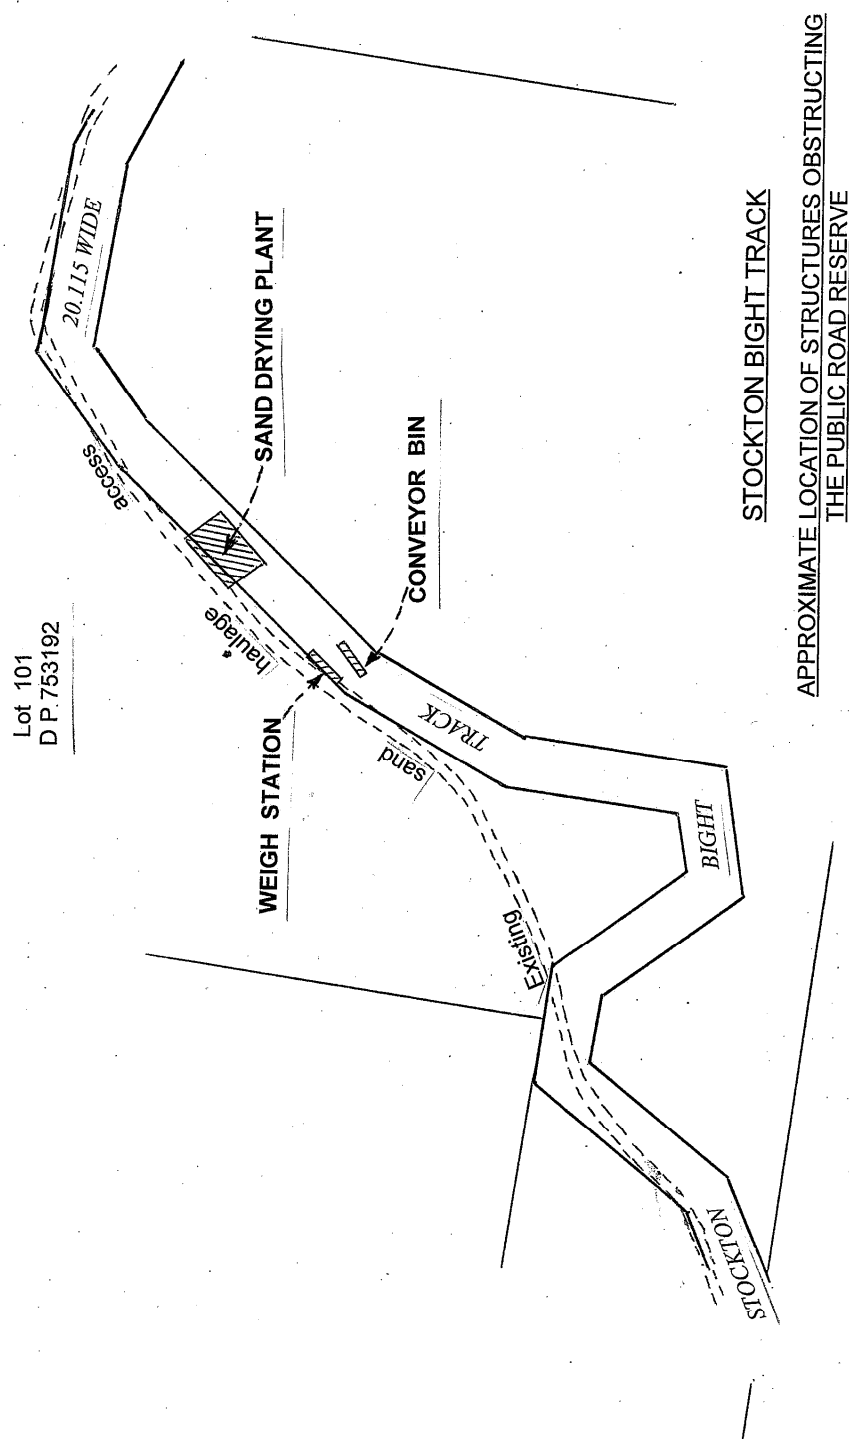 Lot 101
D P. 753192
20.115 WIDE
SAND DRYING PLANT
CONVEYOR BIN
WEIGH STATION
Existing sand haulage access
STOCKTON BIGHT TRACK
STOCKTON BIGHT TRACK
APPROXIMATE LOCATION OF STRUCTURES OBSTRUCTING
THE PUBLIC ROAD RESERVE